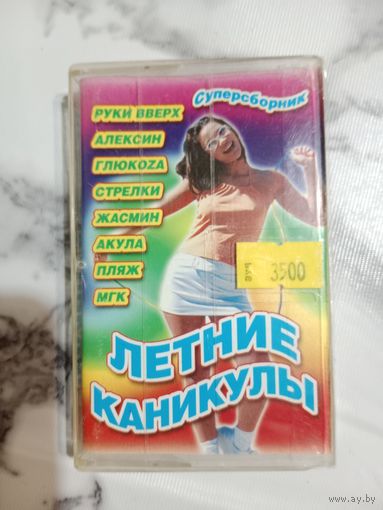 Суперсборник
РУКИ ВВЕРХ
АЛЕКСИН
ГЛЮКОZА
СТРЕЛКИ
ЖАСМИН
АКУЛА
ПЛЯЖ
МГК
3500
ЛЕТНИЕ
КАНИКУЛЫ
www.ay.by